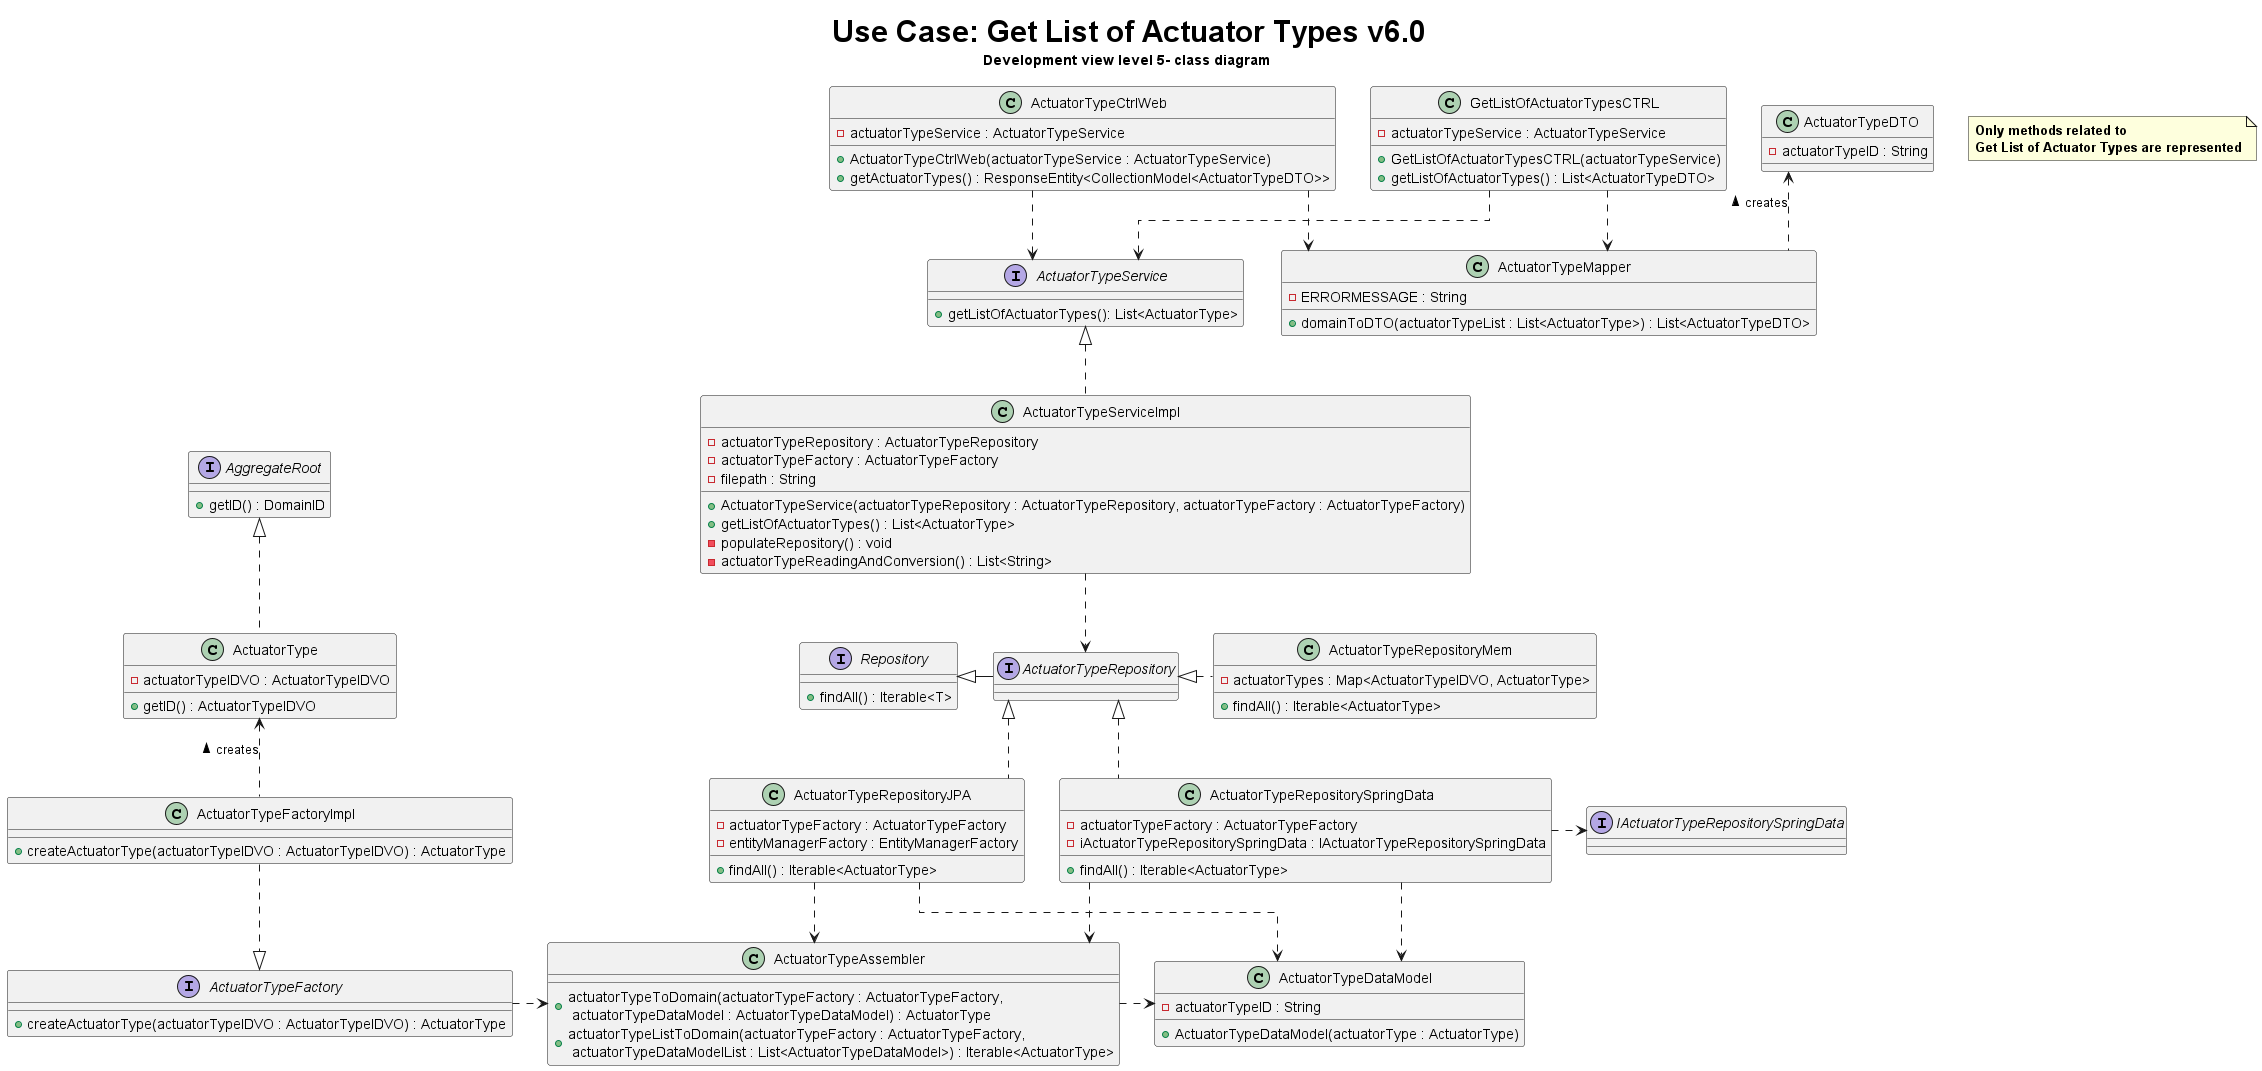 Use Case: Get List of Actuator Types v6.0
Development view level 5- class diagram
C ActuatorTypeCtrlWeb
actuatorTypeService : ActuatorTypeService
ActuatorTypeCtrlWeb(actuatorTypeService : ActuatorTypeService)
getActuatorTypes() : ResponseEntity<CollectionModel<ActuatorTypeDTO>>
C GetListOfActuatorTypesCTRL
actuatorTypeService : ActuatorTypeService
GetListOfActuatorTypesCTRL(actuatorTypeService)
getListOfActuatorTypes() : List<ActuatorTypeDTO>
C ActuatorTypeDTO
actuatorTypeID : String
Only methods related to
Get List of Actuator Types are represented
creates
I ActuatorTypeService
getListOfActuatorTypes(): List<ActuatorType>
C ActuatorTypeMapper
ERRORMESSAGE : String
domainToDTO(actuatorTypeList : List<ActuatorType>) : List<ActuatorTypeDTO>
C ActuatorTypeServiceImpl
actuatorTypeRepository : ActuatorTypeRepository
actuatorTypeFactory : ActuatorTypeFactory
filepath : String
ActuatorTypeService(actuatorTypeRepository : ActuatorTypeRepository, actuatorTypeFactory : ActuatorTypeFactory)
getListOfActuatorTypes() : List<ActuatorType>
populateRepository() : void
actuatorTypeReadingAndConversion() : List<String>
I AggregateRoot
getID() : DomainID
C ActuatorType
actuatorTypeIDVO : ActuatorTypeIDVO
getID() : ActuatorTypeIDVO
I Repository
findAll() : Iterable<T>
I ActuatorTypeRepository
C ActuatorTypeRepositoryMem
actuatorTypes : Map<ActuatorTypeIDVO, ActuatorType>
findAll() : Iterable<ActuatorType>
creates
C ActuatorTypeFactoryImpl
createActuatorType(actuatorTypeIDVO : ActuatorTypeIDVO) : ActuatorType
C ActuatorTypeRepositoryJPA
actuatorTypeFactory : ActuatorTypeFactory
entityManagerFactory : EntityManagerFactory
findAll() : Iterable<ActuatorType>
C ActuatorTypeRepositorySpringData
actuatorTypeFactory : ActuatorTypeFactory
iActuatorTypeRepositorySpringData : IActuatorTypeRepositorySpringData
findAll() : Iterable<ActuatorType>
I IActuatorTypeRepositorySpringData
I ActuatorTypeFactory
createActuatorType(actuatorTypeIDVO : ActuatorTypeIDVO) : ActuatorType
C ActuatorTypeAssembler
actuatorTypeToDomain(actuatorTypeFactory : ActuatorTypeFactory,
actuatorTypeDataModel : ActuatorTypeDataModel) : ActuatorType
actuatorTypeListToDomain(actuatorTypeFactory : ActuatorTypeFactory,
actuatorTypeDataModelList : List<ActuatorTypeDataModel>) : Iterable<ActuatorType>
C ActuatorTypeDataModel
actuatorTypeID : String
ActuatorTypeDataModel(actuatorType : ActuatorType)